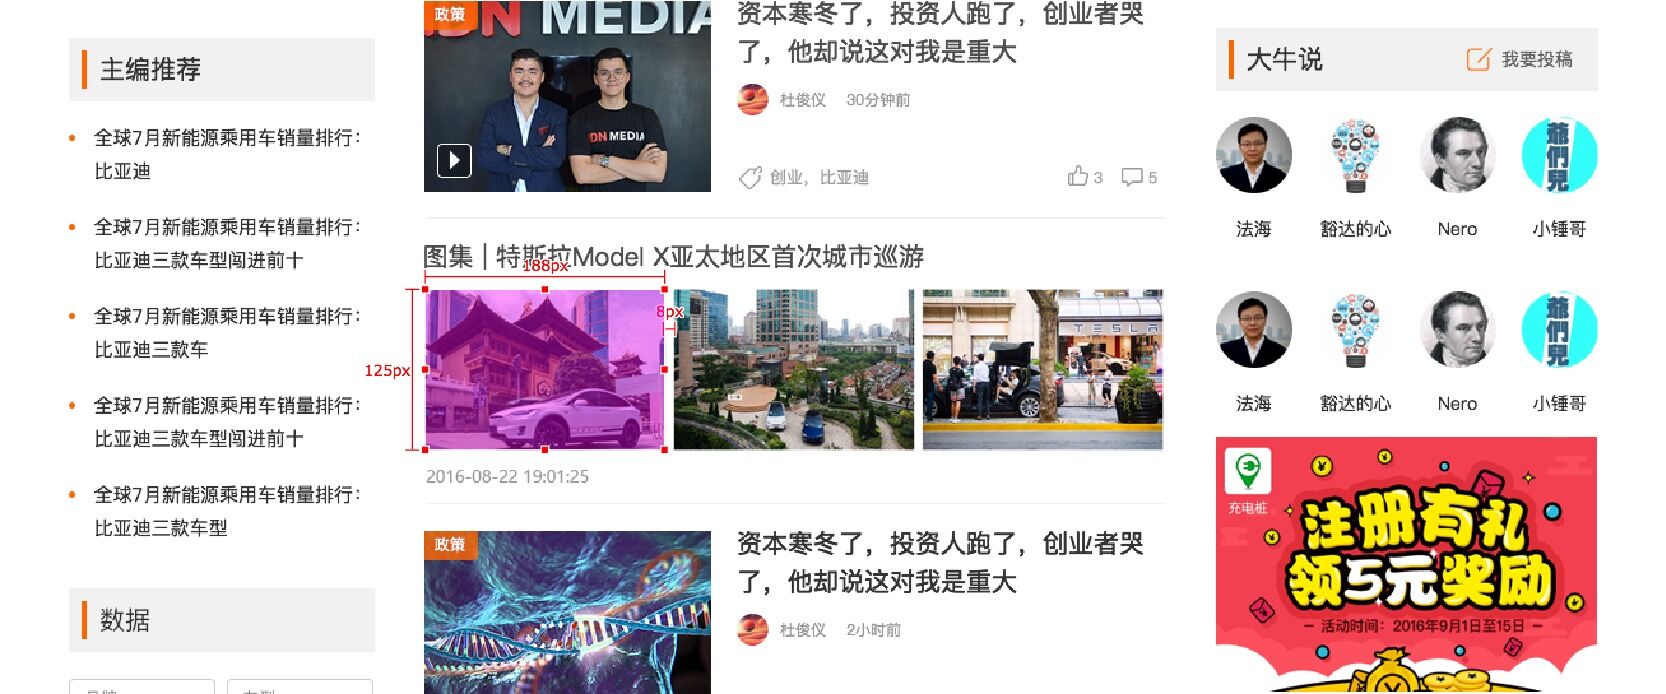 主编推荐
全球7月新能源乘用车销量排行：
比亚迪
全球7月新能源乘用车销量排行：
比亚迪三款车型闯进前十
全球7月新能源乘用车销量排行：
比亚迪三款车
全球7月新能源乘用车销量排行：
比亚迪三款车型闯进前十
全球7月新能源乘用车销量排行：
比亚迪三款车型
数据
政策
DN MEDIA
DN MEDIA
资本寒冬了，投资人跑了，创业者哭
了，他却说这对我是重大
杜俊仪 30分钟前
创业，比亚迪
3 5
图集 | 特斯拉Model X亚太地区首次城市巡游
188px
8px
125px
TESLA
2016-08-22 19:01:25
政策
资本寒冬了，投资人跑了，创业者哭
了，他却说这对我是重大
杜俊仪 2小时前
大牛说 我要投稿
爺們兒
法海 豁达的心 Nero 小锤哥
爺們兒
法海 豁达的心 Nero 小锤哥
充电桩
注册有礼
领5元奖励
活动时间：2016年9月1日至15日